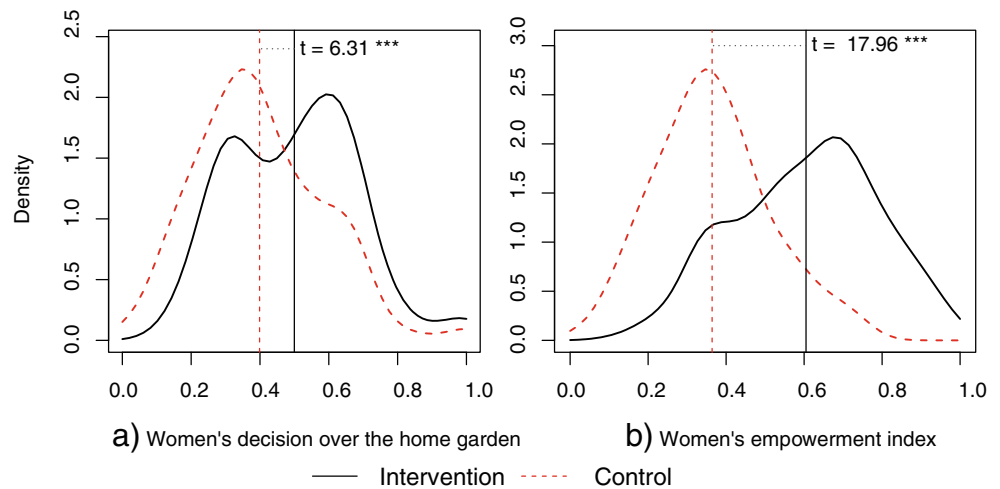 t = 6.31 ***
t = 17.96 ***
Density
0.0 0.5 1.0 1.5 2.0 2.5
0.0 0.5 1.0 1.5 2.0 2.5 3.0
0.0 0.2 0.4 0.6 0.8 1.0
0.0 0.2 0.4 0.6 0.8 1.0
a) Women's decision over the home garden
b) Women's empowerment index
Intervention
Control